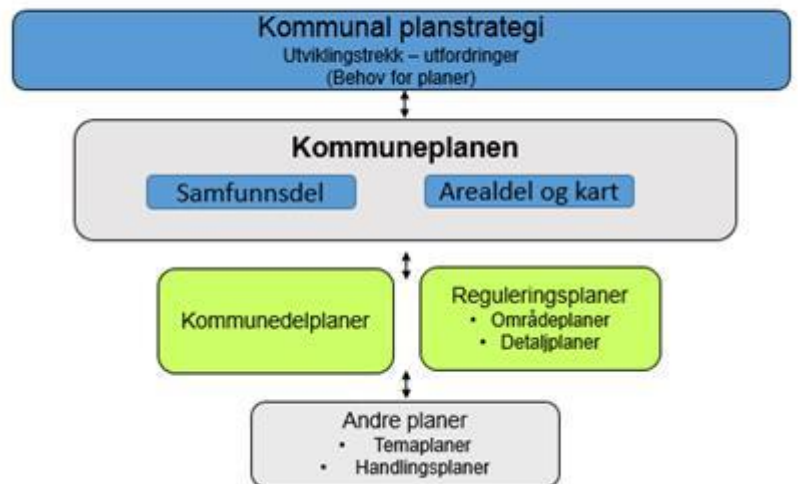 Kommunal planstrategi
Utviklingstrekk – utfordringer
(Behov for planer)
Kommuneplanen
Samfunnsdel
Arealdel og kart
Kommunedelplaner
Reguleringsplaner
• Områdeplaner
• Detaljplaner
Andre planer
• Temaplaner
• Handlingsplaner